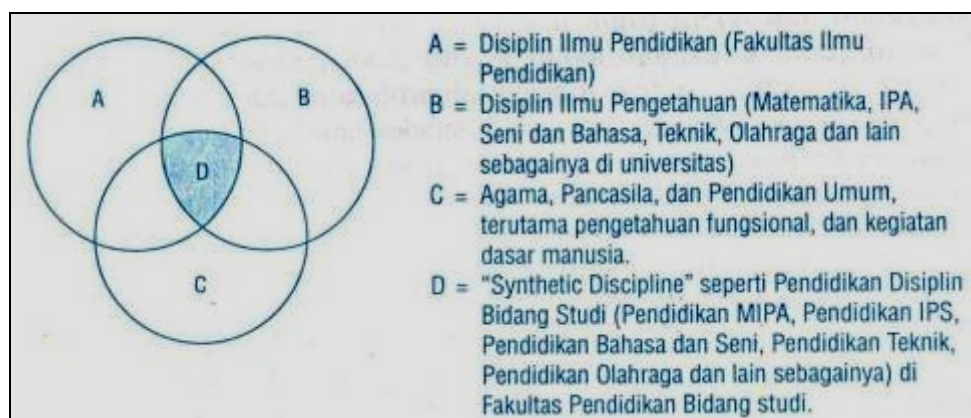 A
B
D
C
A = Disiplin Ilmu Pendidikan (Fakultas Ilmu
Pendidikan)
B = Disiplin Ilmu Pengetahuan (Matematika, IPA,
Seni dan Bahasa, Teknik, Olahraga dan lain
sebagainya di universitas)
C = Agama, Pancasila, dan Pendidikan Umum,
terutama pengetahuan fungsional, dan kegiatan
dasar manusia.
D = "Synthetic Discipline" seperti Pendidikan Disiplin
Bidang Studi (Pendidikan MIPA, Pendidikan IPS,
Pendidikan Bahasa dan Seni, Pendidikan Teknik,
Pendidikan Olahraga dan lain sebagainya) di
Fakultas Pendidikan Bidang studi.